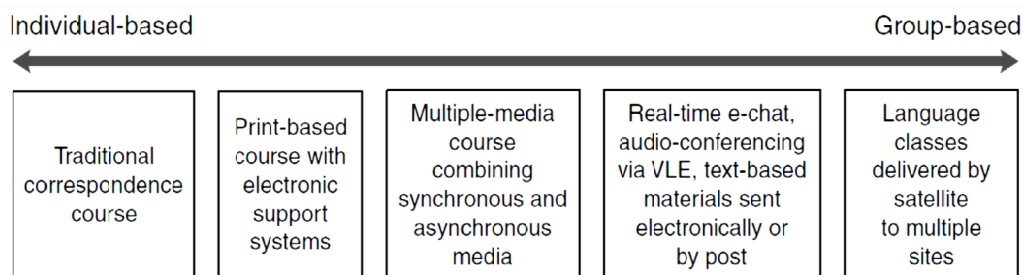 Individual-based
Group-based
Traditional
correspondence
course
Print-based
course with
electronic
support
systems
Multiple-media
course
combining
synchronous and
asynchronous
media
Real-time e-chat,
audio-conferencing
via VLE, text-based
materials sent
electronically or
by post
Language
classes
delivered by
satellite
to multiple
sites